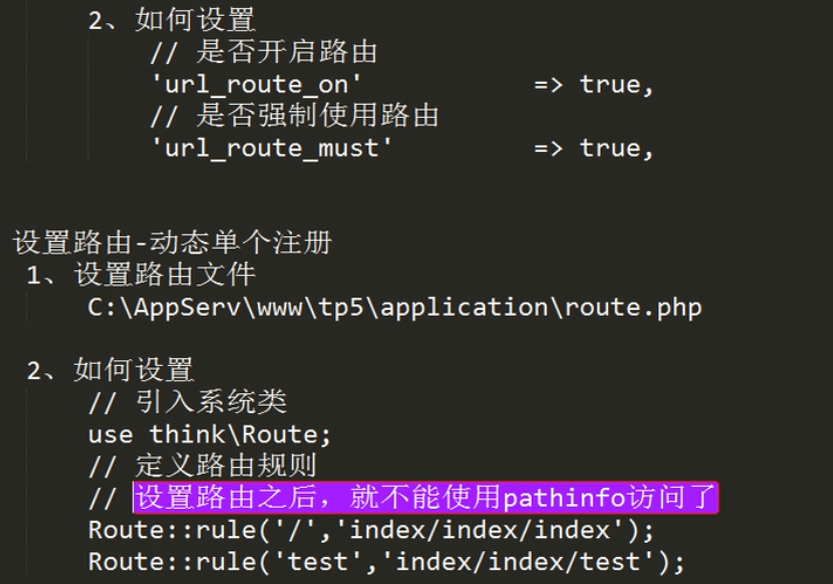 2、如何设置
// 是否开启路由
'url_route_on' => true,
// 是否强制使用路由
'url_route_must' => true,
设置路由-动态单个注册
1、设置路由文件
C:\AppServ\www\tp5\application\route.php
2、如何设置
// 引入系统类
use think\Route;
// 定义路由规则
// 设置路由之后，就不能使用pathinfo访问了
Route::rule('/','index/index/index');
Route::rule('test','index/index/test');